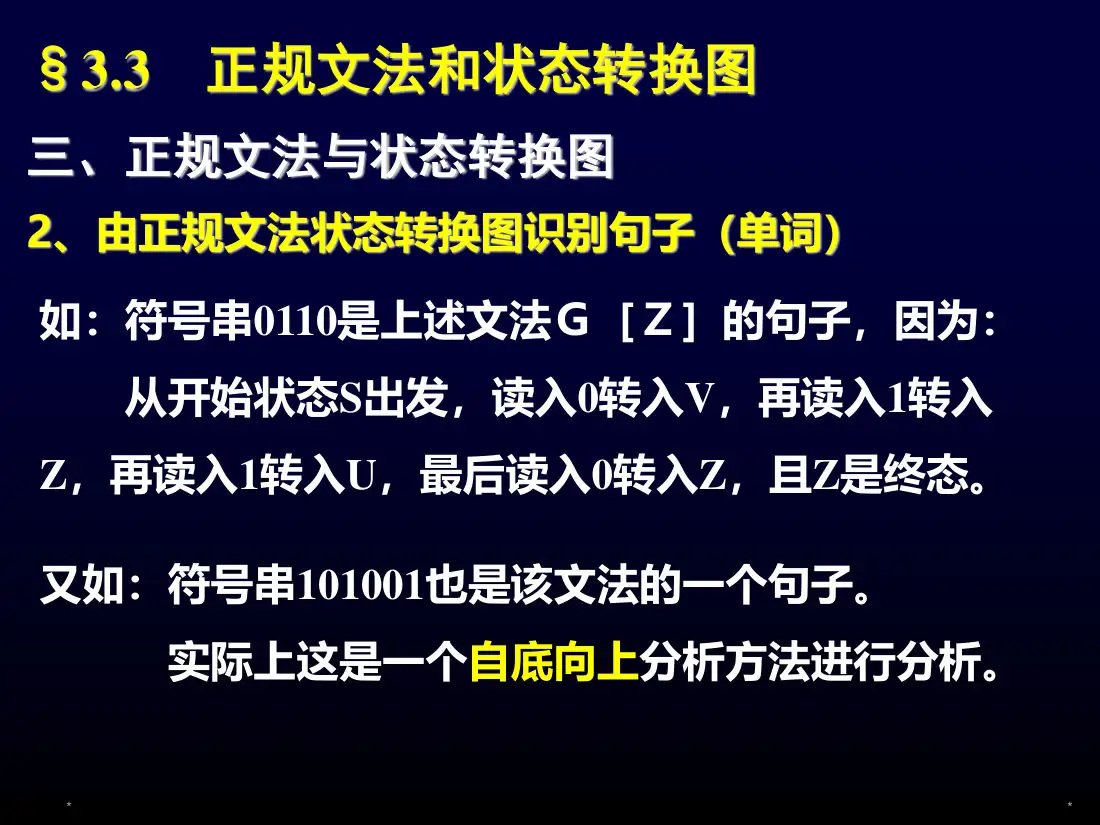 §3.3 正规文法和状态转换图
三、正规文法与状态转换图
2、由正规文法状态转换图识别句子（单词）
如：符号串0110是上述文法Ｇ［Ｚ］的句子，因为：
从开始状态S出发，读入0转入V，再读入1转入
Z，再读入1转入U，最后读入0转入Z，且Z是终态。
又如：符号串101001也是该文法的一个句子。
实际上这是一个自底向上分析方法进行分析。
* *